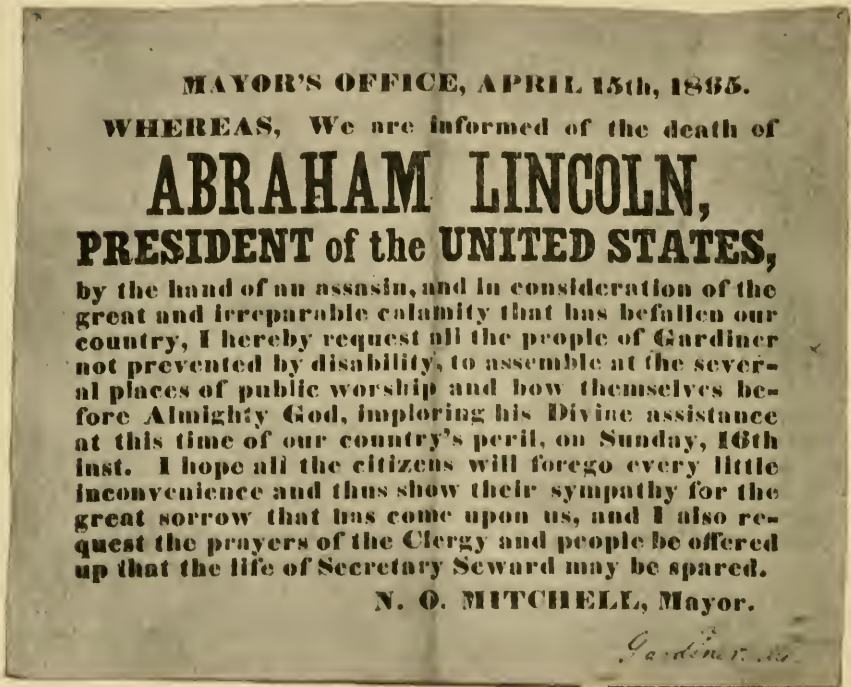 MAYOR'S OFFICE, APRIL 15th, 1865.
WHEREAS, We are informed of the death of
ABRAHAM LINCOLN,
PRESIDENT of the UNITED STATES,
by the hand of an assasin, and in consideration of the
great and irreparable calamity that has befallen our
country, I hereby request all the people of Gardiner
not prevented by disability, to assemble at the sever-
al places of public worship and bow themselves be-
fore Almighty God, imploring his Divine assistance
at this time of our country's peril, on Sunday, 16th
inst. I hope all the citizens will forego every little
inconvenience and thus show their sympathy for the
great sorrow that has come upon us, and I also re-
quest the prayers of the Clergy and people be offered
up that the life of Secretary Seward may be spared.
N. O. MITCHELL, Mayor.
Gardiner